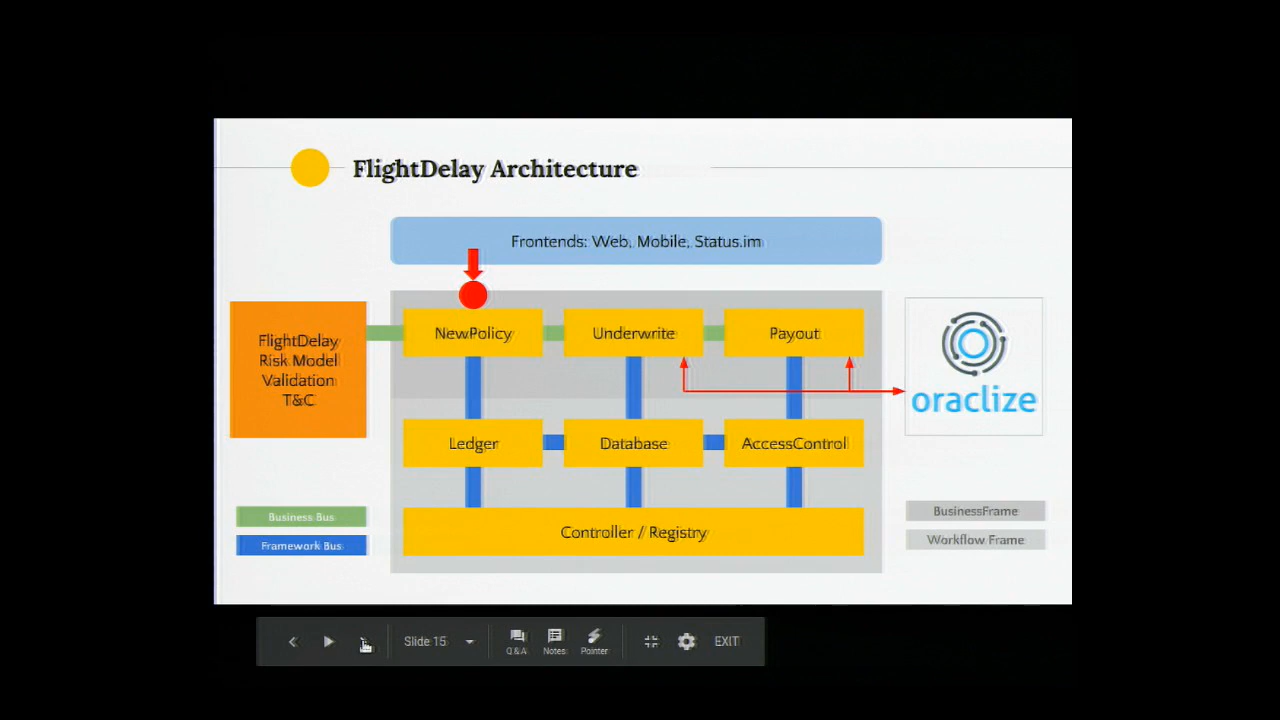 FlightDelay Architecture
Frontends: Web, Mobile, Status.im
FlightDelay
Risk Model
Validation
T&C
NewPolicy
Underwrite
Payout
oraclize
Ledger
Database
AccessControl
Controller / Registry
Business Bus
Framework Bus
BusinessFrame
Workflow Frame
Slide 15
Q & A
Notes
Pointer
EXIT